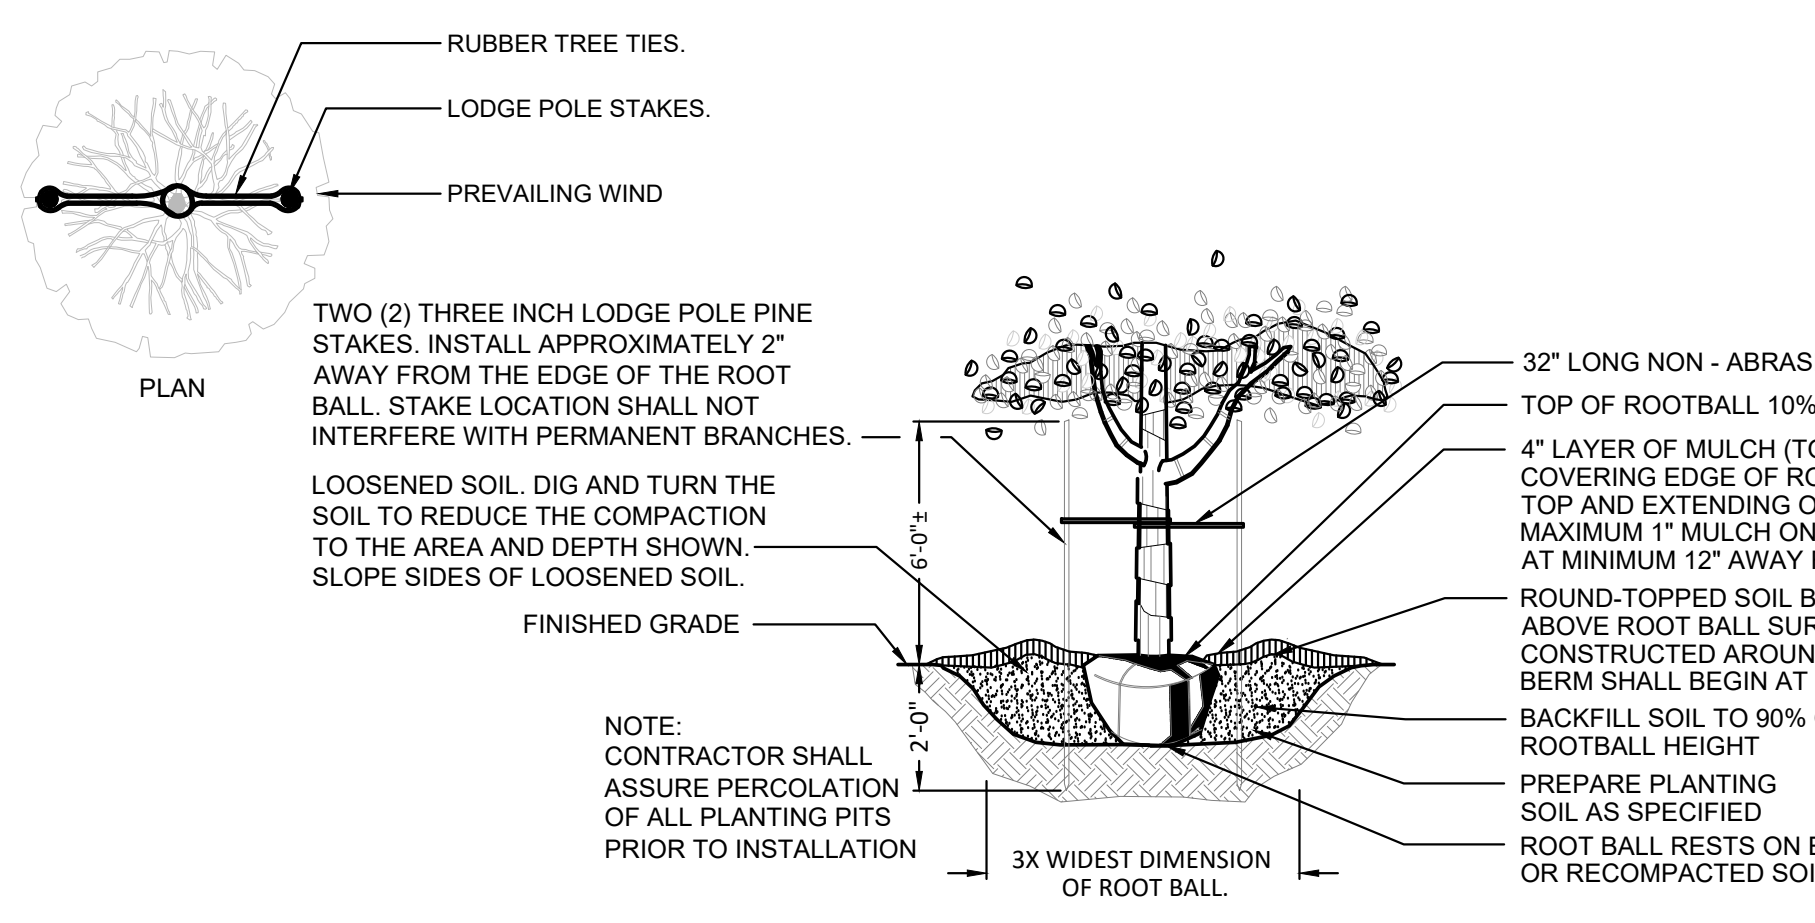 RUBBER TREE TIES.
LODGE POLE STAKES.
PREVAILING WIND
PLAN
TWO (2) THREE INCH LODGE POLE PINE
STAKES. INSTALL APPROXIMATELY 2"
AWAY FROM THE EDGE OF THE ROOT
BALL. STAKE LOCATION SHALL NOT
INTERFERE WITH PERMANENT BRANCHES.
LOOSENED SOIL. DIG AND TURN THE
SOIL TO REDUCE THE COMPACTION
TO THE AREA AND DEPTH SHOWN.
SLOPE SIDES OF LOOSENED SOIL.
FINISHED GRADE
NOTE:
CONTRACTOR SHALL
ASSURE PERCOLATION
OF ALL PLANTING PITS
PRIOR TO INSTALLATION
6'-0"±
2'-0"
3X WIDEST DIMENSION
OF ROOT BALL.
32" LONG NON - ABRAS
TOP OF ROOTBALL 10%
4" LAYER OF MULCH (TO
COVERING EDGE OF RO
TOP AND EXTENDING O
MAXIMUM 1" MULCH ON
AT MINIMUM 12" AWAY
ROUND-TOPPED SOIL B
ABOVE ROOT BALL SUR
CONSTRUCTED AROUN
BERM SHALL BEGIN AT
BACKFILL SOIL TO 90%
ROOTBALL HEIGHT
PREPARE PLANTING
SOIL AS SPECIFIED
ROOT BALL RESTS ON E
OR RECOMPACTED SOI